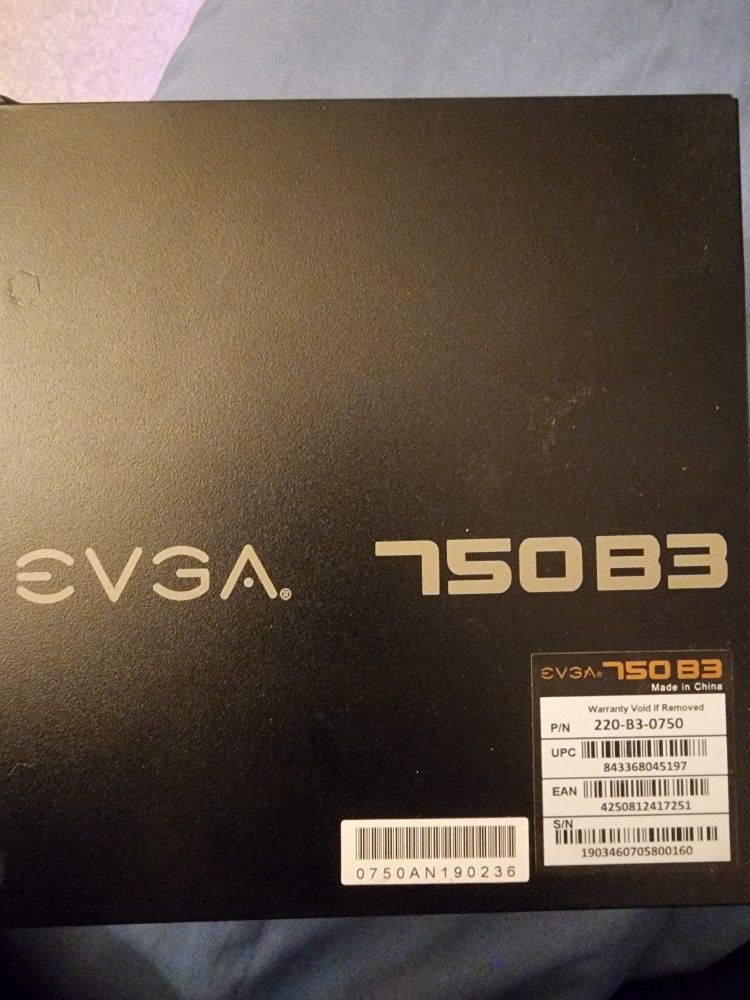 EVGA® 750 B3
EVGA® 750 B3
Made in China
Warranty Void if Removed
P/N 220-B3-0750
UPC
843368045197
EAN
4250812417251
S/N
1903460705800160
0750AN190236